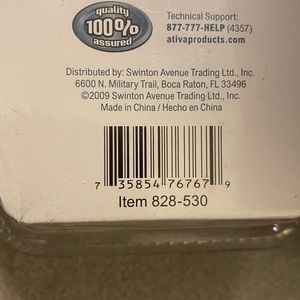 quality
100%
assured
Technical Support:
877-777-HELP (4357)
ativaproducts.com
Distributed by: Swinton Avenue Trading Ltd., Inc.
6600 N. Military Trail, Boca Raton, FL 33496
©2009 Swinton Avenue Trading Ltd., Inc.
Made in China / Hecho en China
7 35854 76767 9
Item 828-530